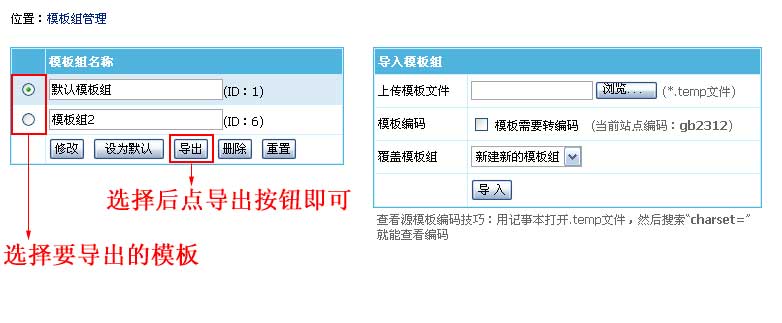 位置：模板组管理
模板组名称
默认模板组 (ID：1)
模板组2 (ID：6)
修改 设为默认 导出 删除 重置
选择后点导出按钮即可
选择要导出的模板
导入模板组
上传模板文件 浏览... (*.temp文件)
模板编码 模板需要转编码 (当前站点编码：gb2312)
覆盖模板组 新建新的模板组
导入
查看源模板编码技巧：用记事本打开.temp文件，然后搜索“charset=”
就能查看编码